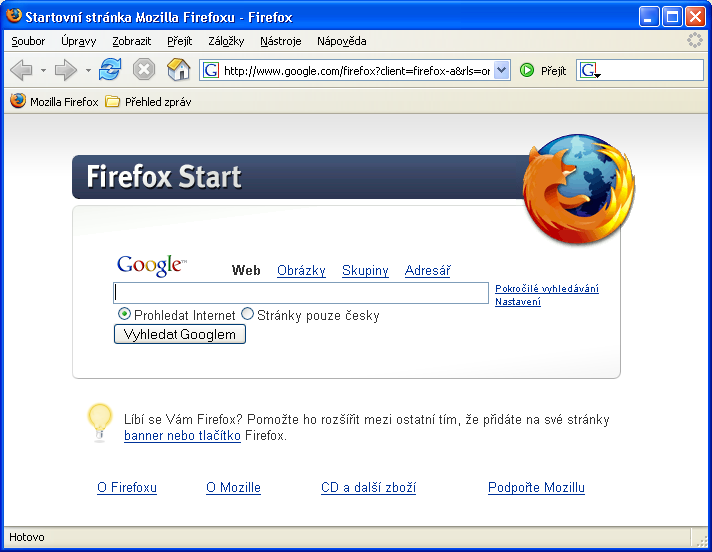 Startovní stránka Mozilla Firefoxu - Firefox
Soubor Úpravy Zobrazit Přejít Záložky Nástroje Nápověda
G http://www.google.com/firefox?client=firefox-a&rls=or Přejít G
Mozilla Firefox Přehled zpráv
Firefox Start
Google™ Web Obrázky Skupiny Adresář
Pokročilé vyhledávání
Nastavení
Prohledat Internet Stránky pouze česky
Vyhledat Googlem
Líbí se Vám Firefox? Pomožte ho rozšířit mezi ostatní tím, že přidáte na své stránky
banner nebo tlačítko Firefox.
O Firefoxu O Mozille CD a další zboží Podpořte Mozillu
Hotovo